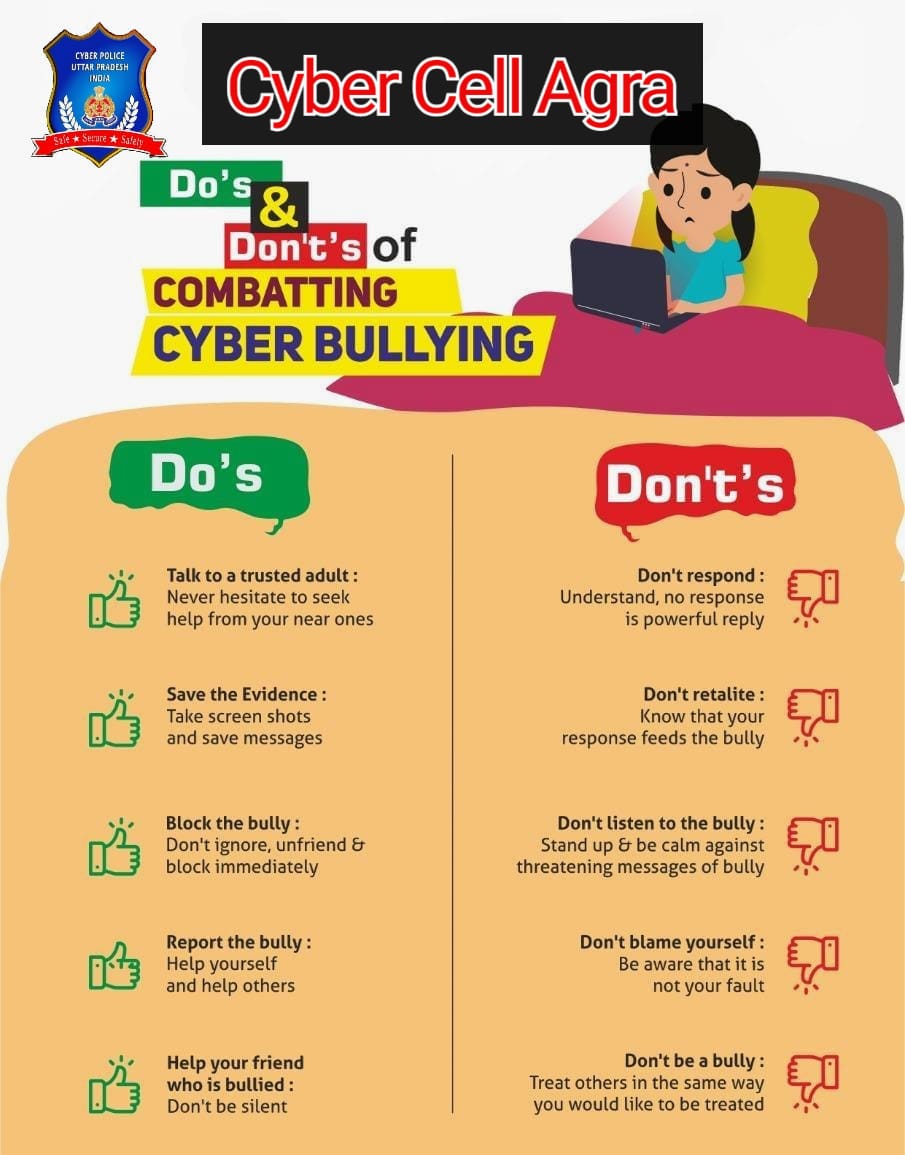 CYBER POLICE
UTTAR PRADESH
INDIA
Safe ★ Secure ★ Safety
Cyber Cell Agra
Do's
&
Don't's of
COMBATTING
CYBER BULLYING
Do's
Talk to a trusted adult :
Never hesitate to seek
help from your near ones
Save the Evidence :
Take screen shots
and save messages
Block the bully :
Don't ignore, unfriend &
block immediately
Report the bully :
Help yourself
and help others
Help your friend
who is bullied :
Don't be silent
Don't's
Don't respond :
Understand, no response
is powerful reply
Don't retalite :
Know that your
response feeds the bully
Don't listen to the bully :
Stand up & be calm against
threatening messages of bully
Don't blame yourself :
Be aware that it is
not your fault
Don't be a bully :
Treat others in the same way
you would like to be treated